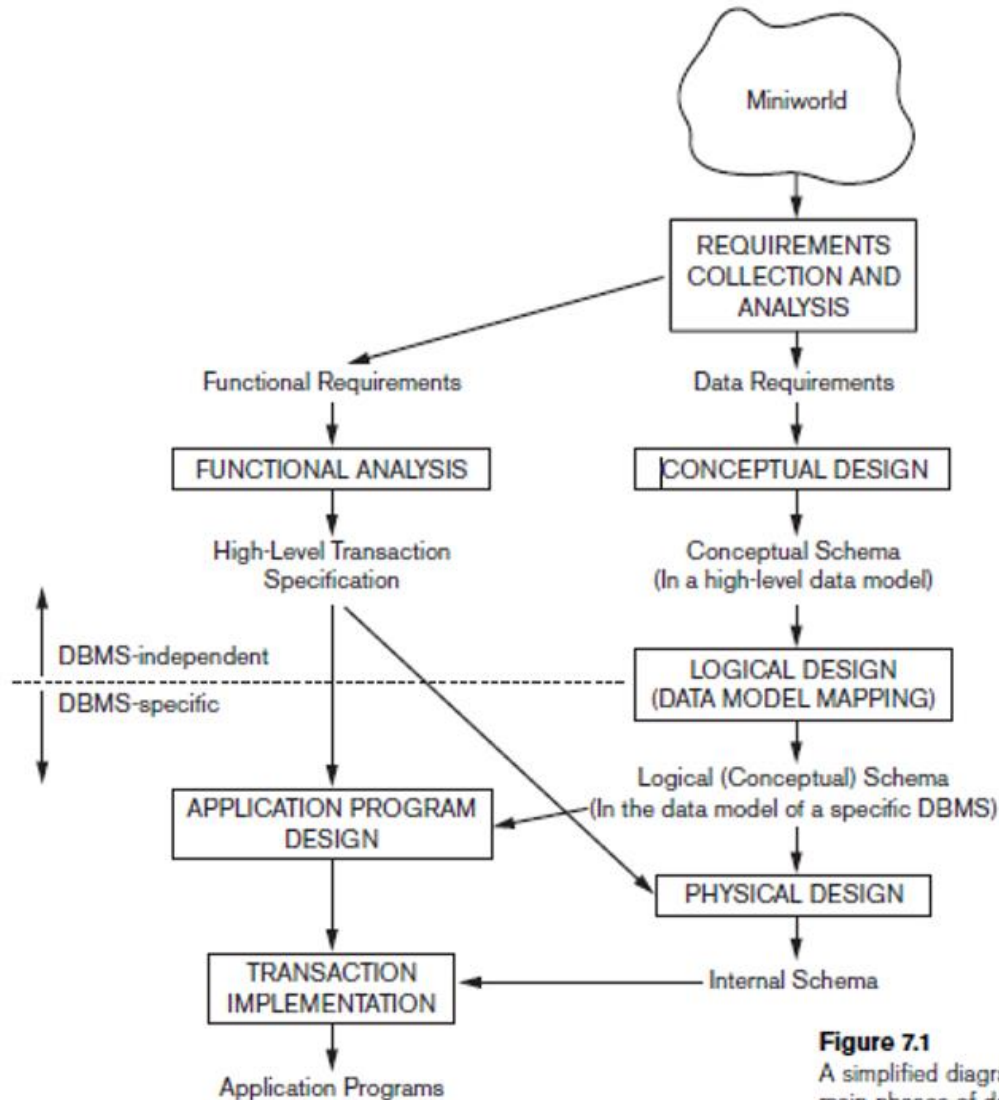 Miniworld
REQUIREMENTS
COLLECTION AND
ANALYSIS
Functional Requirements
Data Requirements
FUNCTIONAL ANALYSIS
CONCEPTUAL DESIGN
High-Level Transaction
Specification
Conceptual Schema
(In a high-level data model)
DBMS-independent
DBMS-specific
LOGICAL DESIGN
(DATA MODEL MAPPING)
Logical (Conceptual) Schema
(In the data model of a specific DBMS)
APPLICATION PROGRAM
DESIGN
PHYSICAL DESIGN
TRANSACTION
IMPLEMENTATION
Internal Schema
Application Programs
Figure 7.1
A simplified diagra